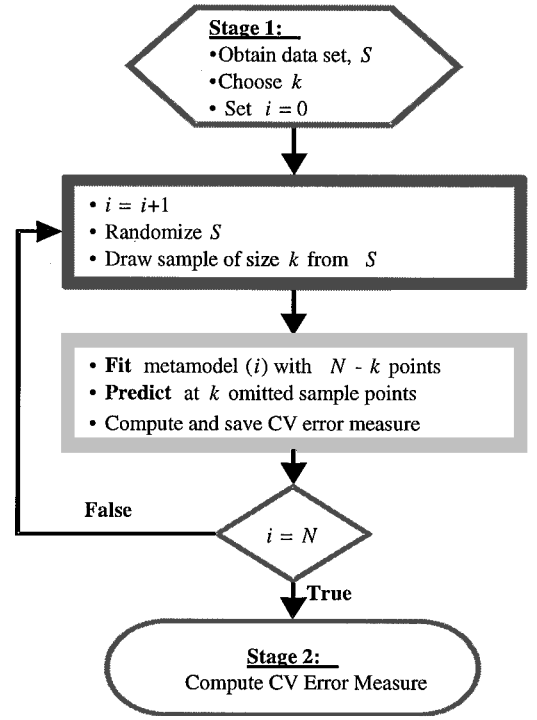 Stage 1:
•Obtain data set, S
•Choose k
• Set i = 0
• i = i+1
• Randomize S
• Draw sample of size k from S
• Fit metamodel (i) with N - k points
• Predict at k omitted sample points
• Compute and save CV error measure
False
i = N
True
Stage 2:
Compute CV Error Measure